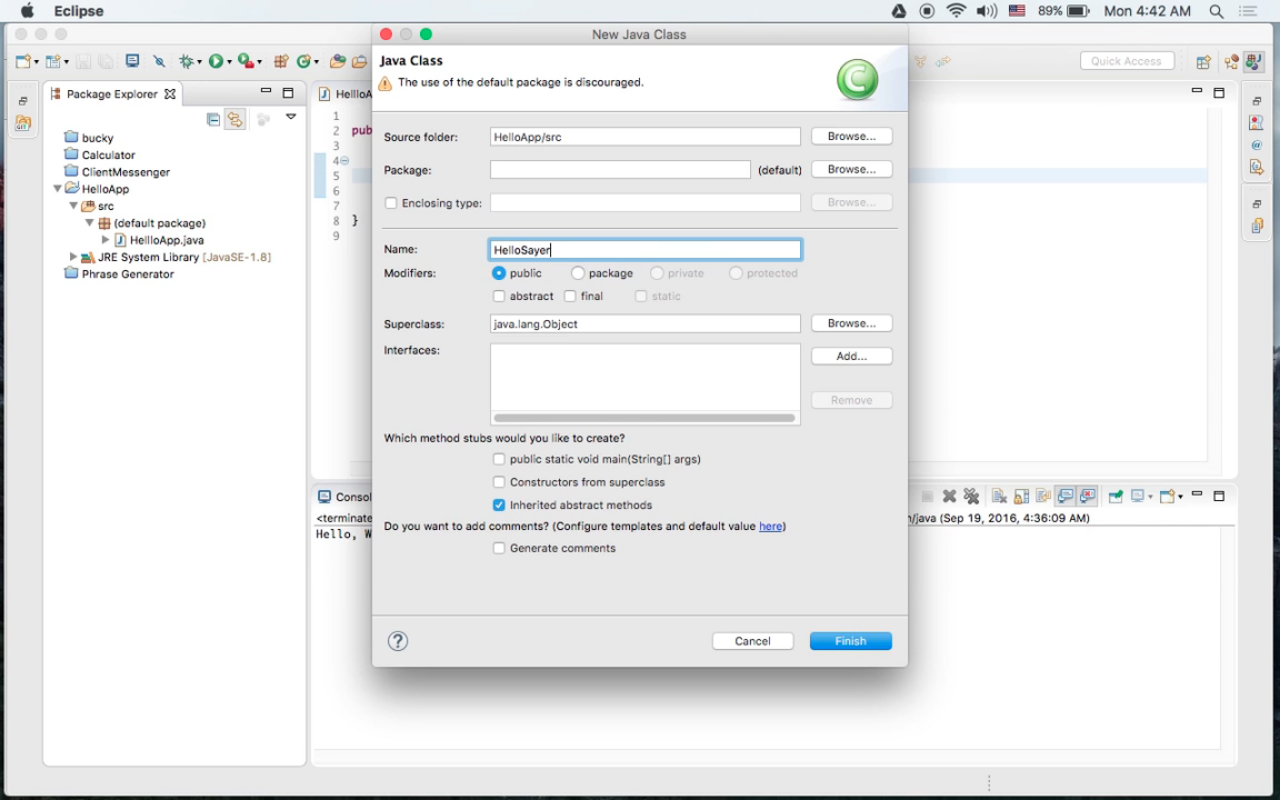 Eclipse
89%
Mon 4:42 AM
New Java Class
Java Class
The use of the default package is discouraged.
Quick Access
Package Explorer
bucky
Calculator
ClientMessenger
HelloApp
src
(default package)
HellloApp.java
JRE System Library [JavaSE-1.8]
Phrase Generator
HellloA
1
2 pub
3
4
5
6
7
8 }
9
Source folder: HelloApp/src Browse...
Package: (default) Browse...
Enclosing type: Browse...
Name: HelloSayer
Modifiers: public package private protected
abstract final static
Superclass: java.lang.Object Browse...
Interfaces: Add...
Remove
Which method stubs would you like to create?
public static void main(String[] args)
Constructors from superclass
Inherited abstract methods
Do you want to add comments? (Configure templates and default value here)
Generate comments
? Cancel Finish
Consol
<terminate
n/java (Sep 19, 2016, 4:36:09 AM)
Hello, W